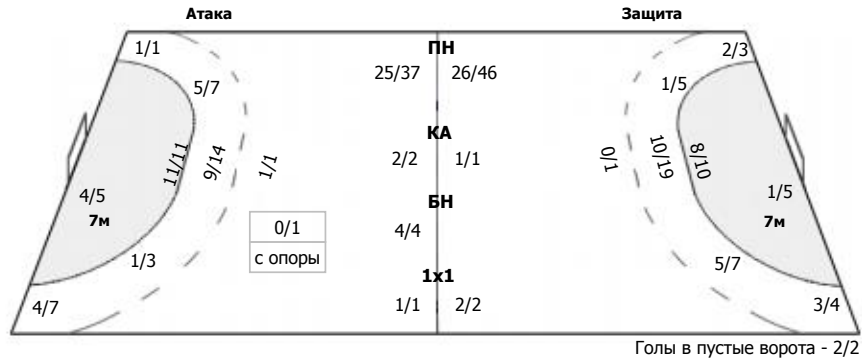 Атака Защита
1/1 ПН 2/3
25/37 26/46
5/7 1/5
КА
11/11 9/14 1/1 2/2 1/1 0/1 10/19 8/10
4/5 БН 1/5
7м 0/1 4/4 7м
с опоры
1/3 5/7
1x1
4/7 1/1 2/2 3/4
Голы в пустые ворота - 2/2